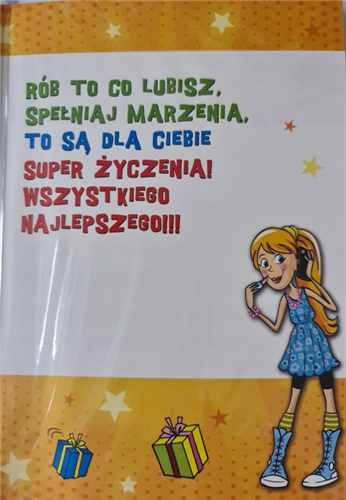 RÓB TO CO LUBISZ,
SPEŁNIAJ MARZENIA,
TO SĄ DLA CIEBIE
SUPER ŻYCZENIA!
WSZYSTKIEGO
NAJLEPSZEGO!!!